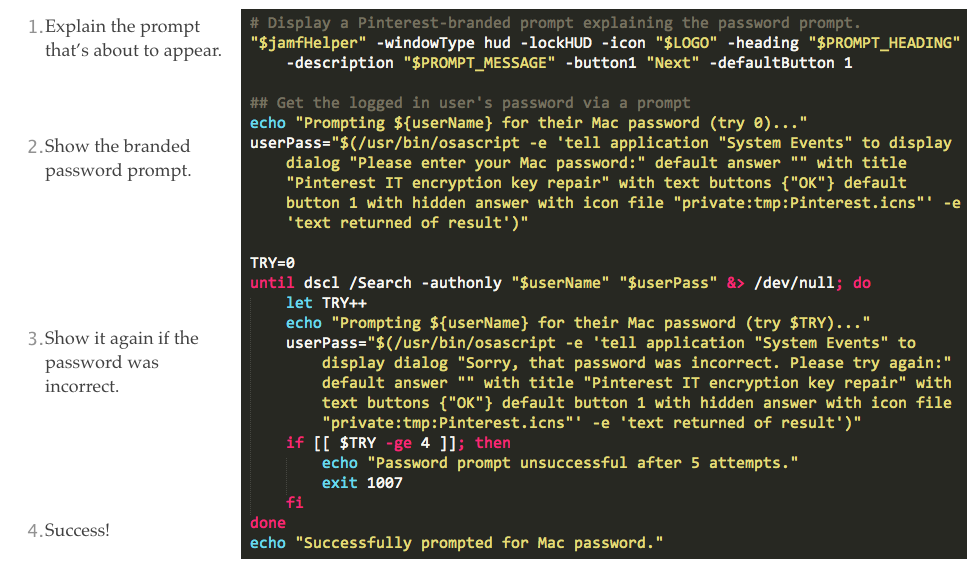 1. Explain the prompt
that's about to appear.
# Display a Pinterest-branded prompt explaining the password prompt.
"$jamfHelper" -windowType hud -lockHUD -icon "$LOGO" -heading "$PROMPT_HEADING"
-description "$PROMPT_MESSAGE" -button1 "Next" -defaultButton 1
## Get the logged in user's password via a prompt
echo "Prompting ${userName} for their Mac password (try 0)..."
2. Show the branded
password prompt.
userPass="$(/usr/bin/osascript -e 'tell application "System Events" to display
dialog "Please enter your Mac password:" default answer "" with title
"Pinterest IT encryption key repair" with text buttons {"OK"} default
button 1 with hidden answer with icon file "private:tmp:Pinterest.icns"' -e
'text returned of result')"
TRY=0
until dscl /Search -authonly "$userName" "$userPass" &> /dev/null; do
let TRY++
echo "Prompting ${userName} for their Mac password (try $TRY)..."
3. Show it again if the
password was
incorrect.
userPass="$(/usr/bin/osascript -e 'tell application "System Events" to
display dialog "Sorry, that password was incorrect. Please try again:"
default answer "" with title "Pinterest IT encryption key repair" with
text buttons {"OK"} default button 1 with hidden answer with icon file
"private:tmp:Pinterest.icns"' -e 'text returned of result')"
if [[ $TRY -ge 4 ]]; then
echo "Password prompt unsuccessful after 5 attempts."
exit 1007
fi
done
4. Success!
echo "Successfully prompted for Mac password."